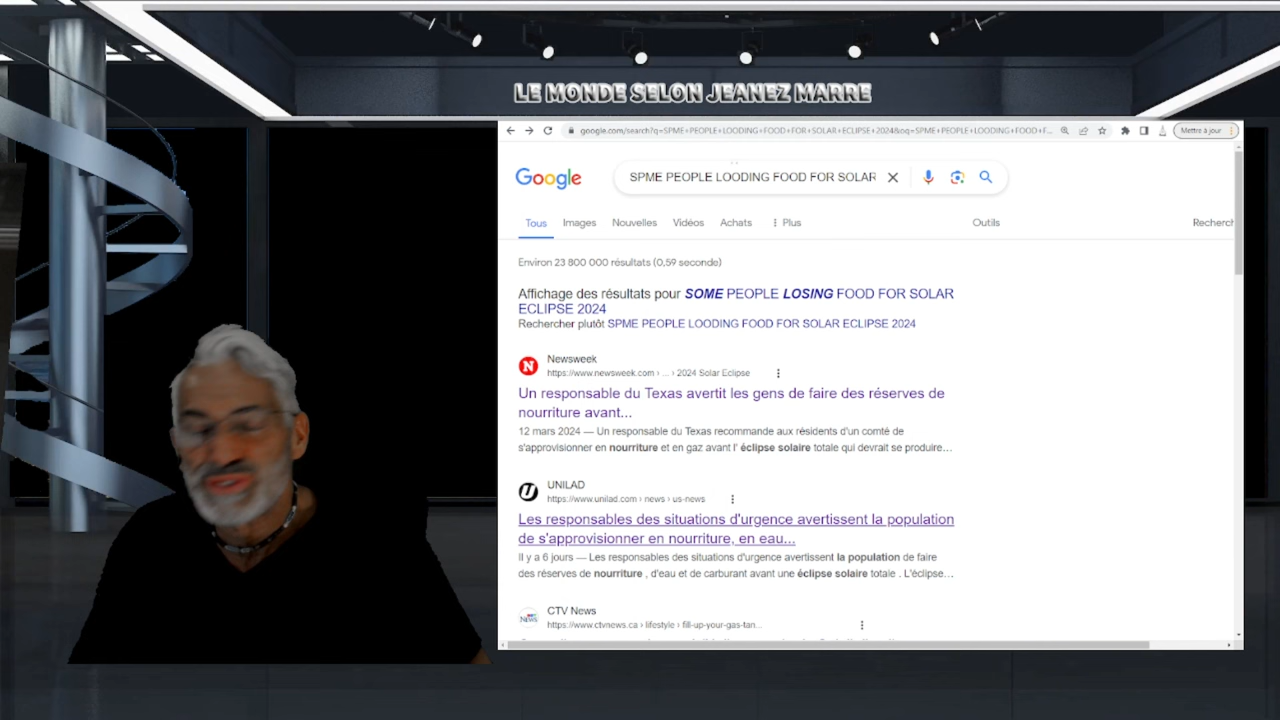 LE MONDE SELON JEANEZ MARRE
google.com/search?q=SPME+PEOPLE+LOODING+FOOD+FOR+SOLAR+ECLIPSE+2024&oq=SPME+PEOPLE+LOODING+FOOD+F...
Mettre à jour
Google
SPME PEOPLE LOODING FOOD FOR SOLAR
Tous Images Nouvelles Vidéos Achats Plus Outils Recherch
Environ 23 800 000 résultats (0,59 seconde)
Affichage des résultats pour SOME PEOPLE LOSING FOOD FOR SOLAR
ECLIPSE 2024
Rechercher plutôt SPME PEOPLE LOODING FOOD FOR SOLAR ECLIPSE 2024
N
Newsweek
https://www.newsweek.com › ... › 2024 Solar Eclipse
Un responsable du Texas avertit les gens de faire des réserves de
nourriture avant...
12 mars 2024 — Un responsable du Texas recommande aux résidents d'un comté de
s'approvisionner en nourriture et en gaz avant l' éclipse solaire totale qui devrait se produire...
U
UNILAD
https://www.unilad.com › news › us-news
Les responsables des situations d'urgence avertissent la population
de s'approvisionner en nourriture, en eau...
Il y a 6 jours — Les responsables des situations d'urgence avertissent la population de faire
des réserves de nourriture , d'eau et de carburant avant une éclipse solaire totale . L'éclipse...
NEWS
CTV News
https://www.ctvnews.ca › lifestyle › fill-up-your-gas-tan...